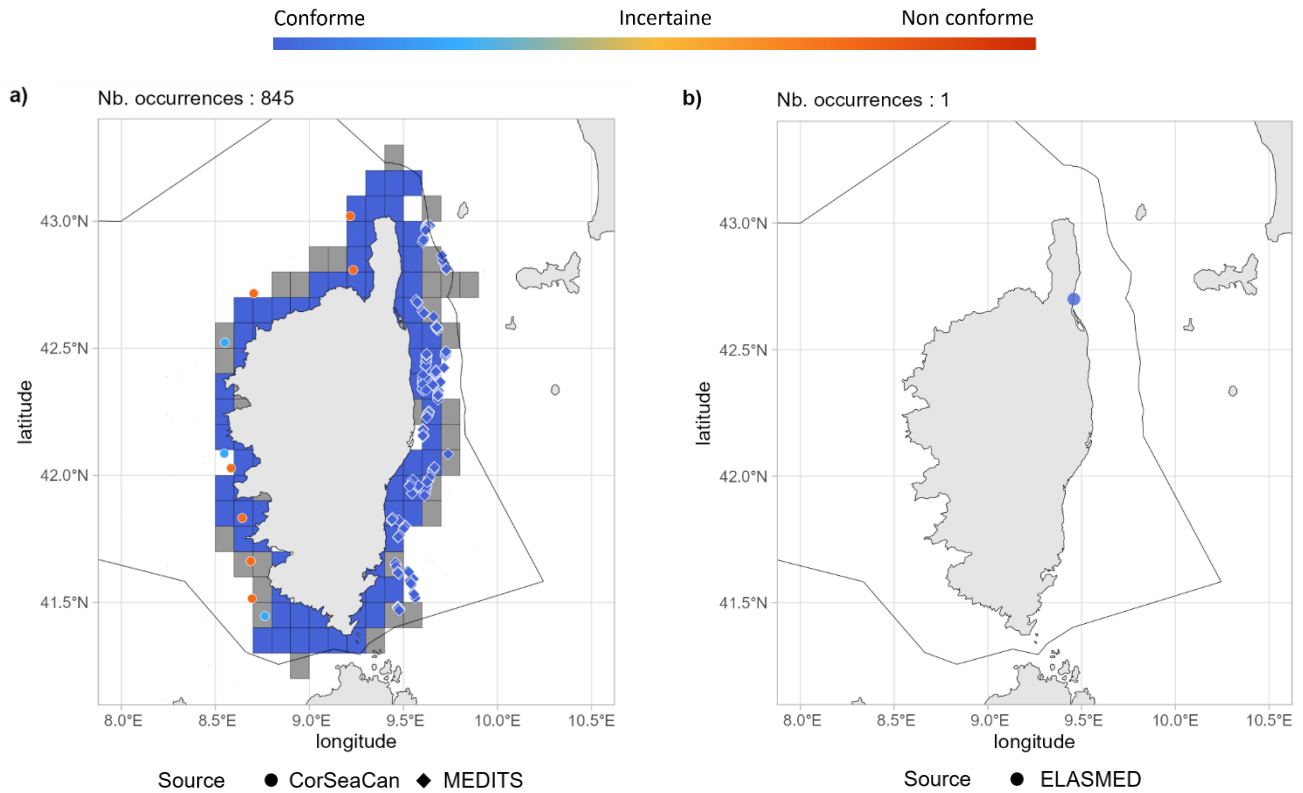 Conforme Incertaine Non conforme
a) Nb. occurrences : 845
43.0°N
42.5°N
42.0°N
41.5°N
latitude
8.0°E 8.5°E 9.0°E 9.5°E 10.0°E 10.5°E
longitude
Source CorSeaCan MEDITS
b) Nb. occurrences : 1
43.0°N
42.5°N
42.0°N
41.5°N
latitude
8.0°E 8.5°E 9.0°E 9.5°E 10.0°E 10.5°E
longitude
Source ELASMED